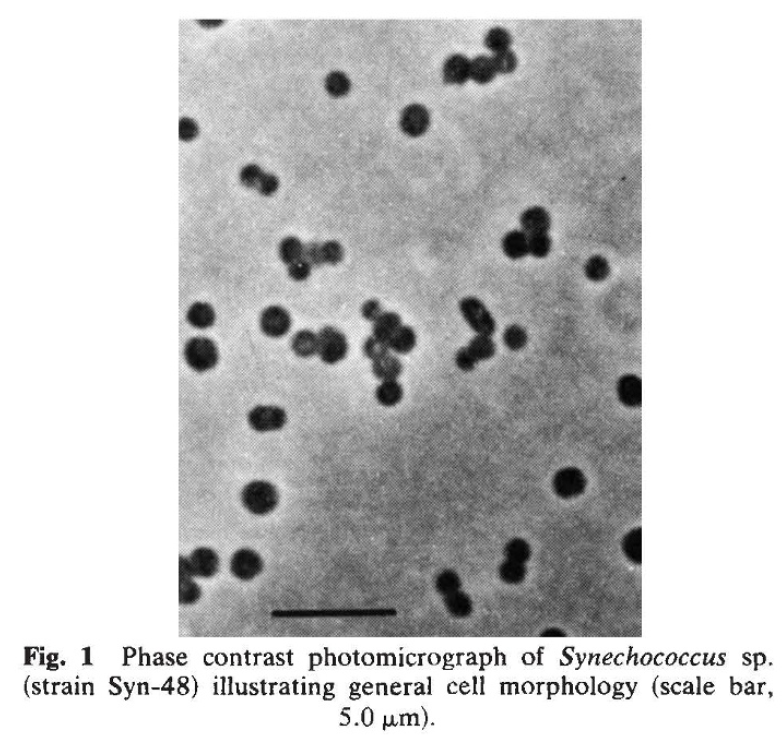 Fig. 1 Phase contrast photomicrograph of Synechococcus sp.
(strain Syn-48) illustrating general cell morphology (scale bar,
5.0 μm).